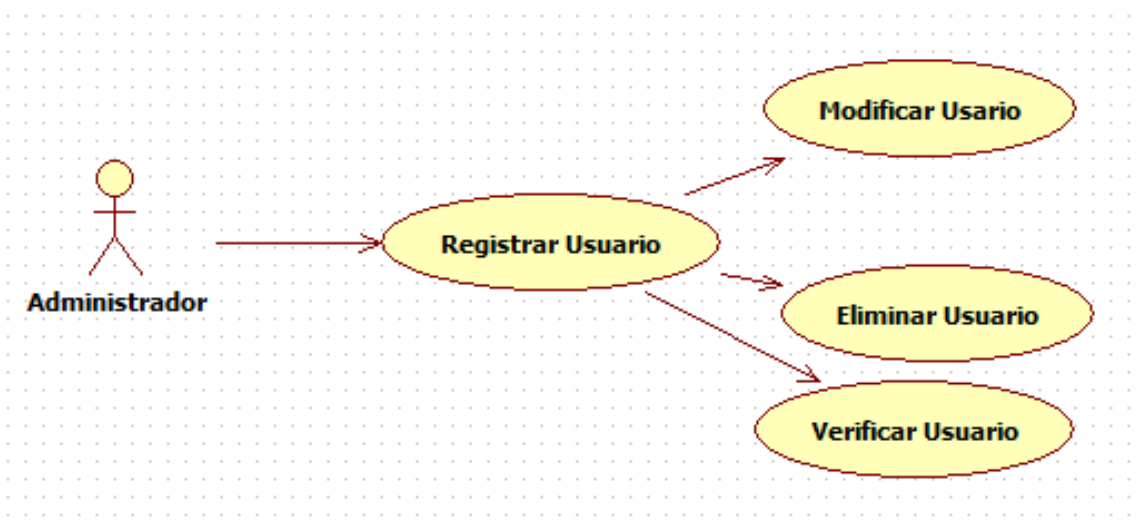 Modificar Usario
Registrar Usuario
Administrador
Eliminar Usuario
Verificar Usuario